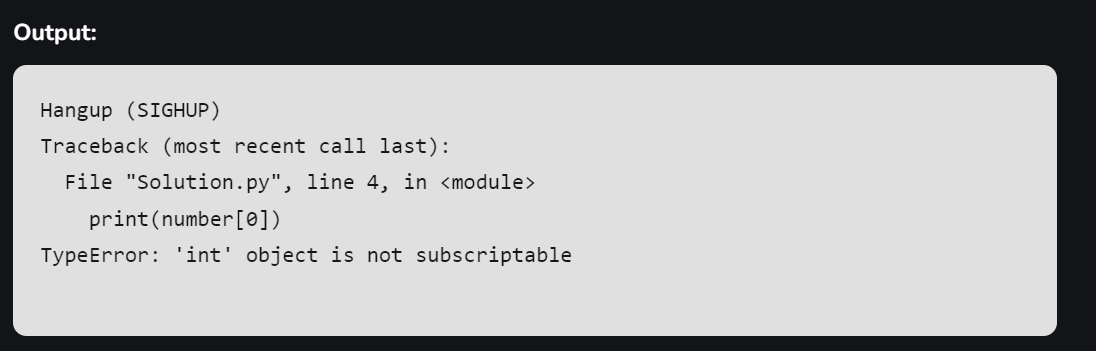 Output:
Hangup (SIGHUP)
Traceback (most recent call last):
  File "Solution.py", line 4, in <module>
    print(number[0])
TypeError: 'int' object is not subscriptable